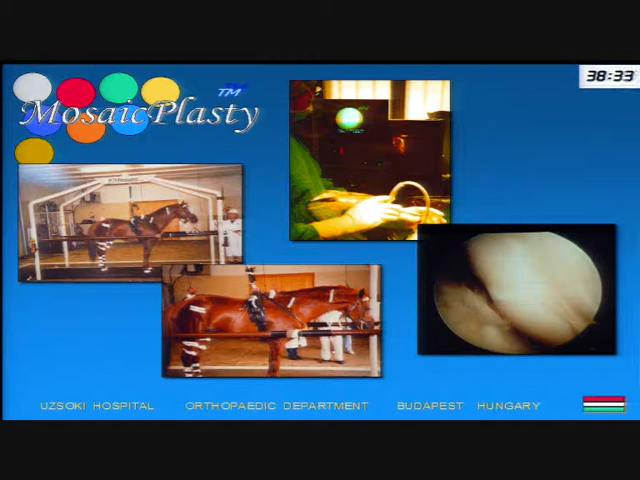 38:33
TM
MosaicPlasty
UZSOKI HOSPITAL ORTHOPAEDIC DEPARTMENT BUDAPEST HUNGARY